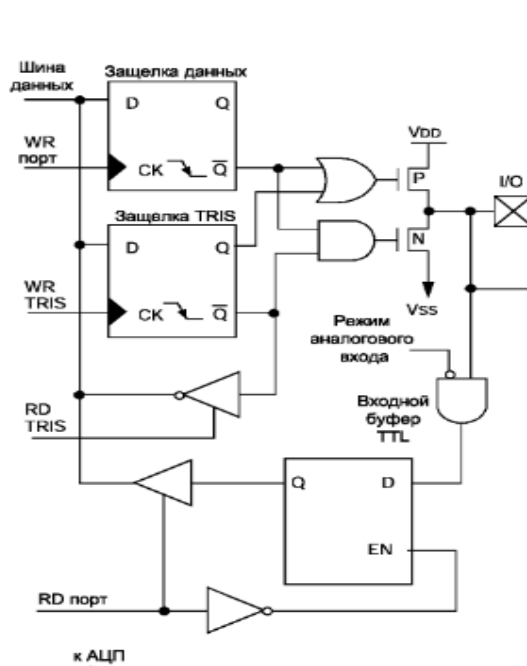 Шина
данных
Защелка данных
D
Q
WR
порт
CK
Q
VDD
P
I/O
Защелка TRIS
D
Q
N
WR
TRIS
CK
Q
VSS
Режим
аналогового
входа
RD
TRIS
Входной
буфер
TTL
Q
D
EN
RD порт
к АЦП